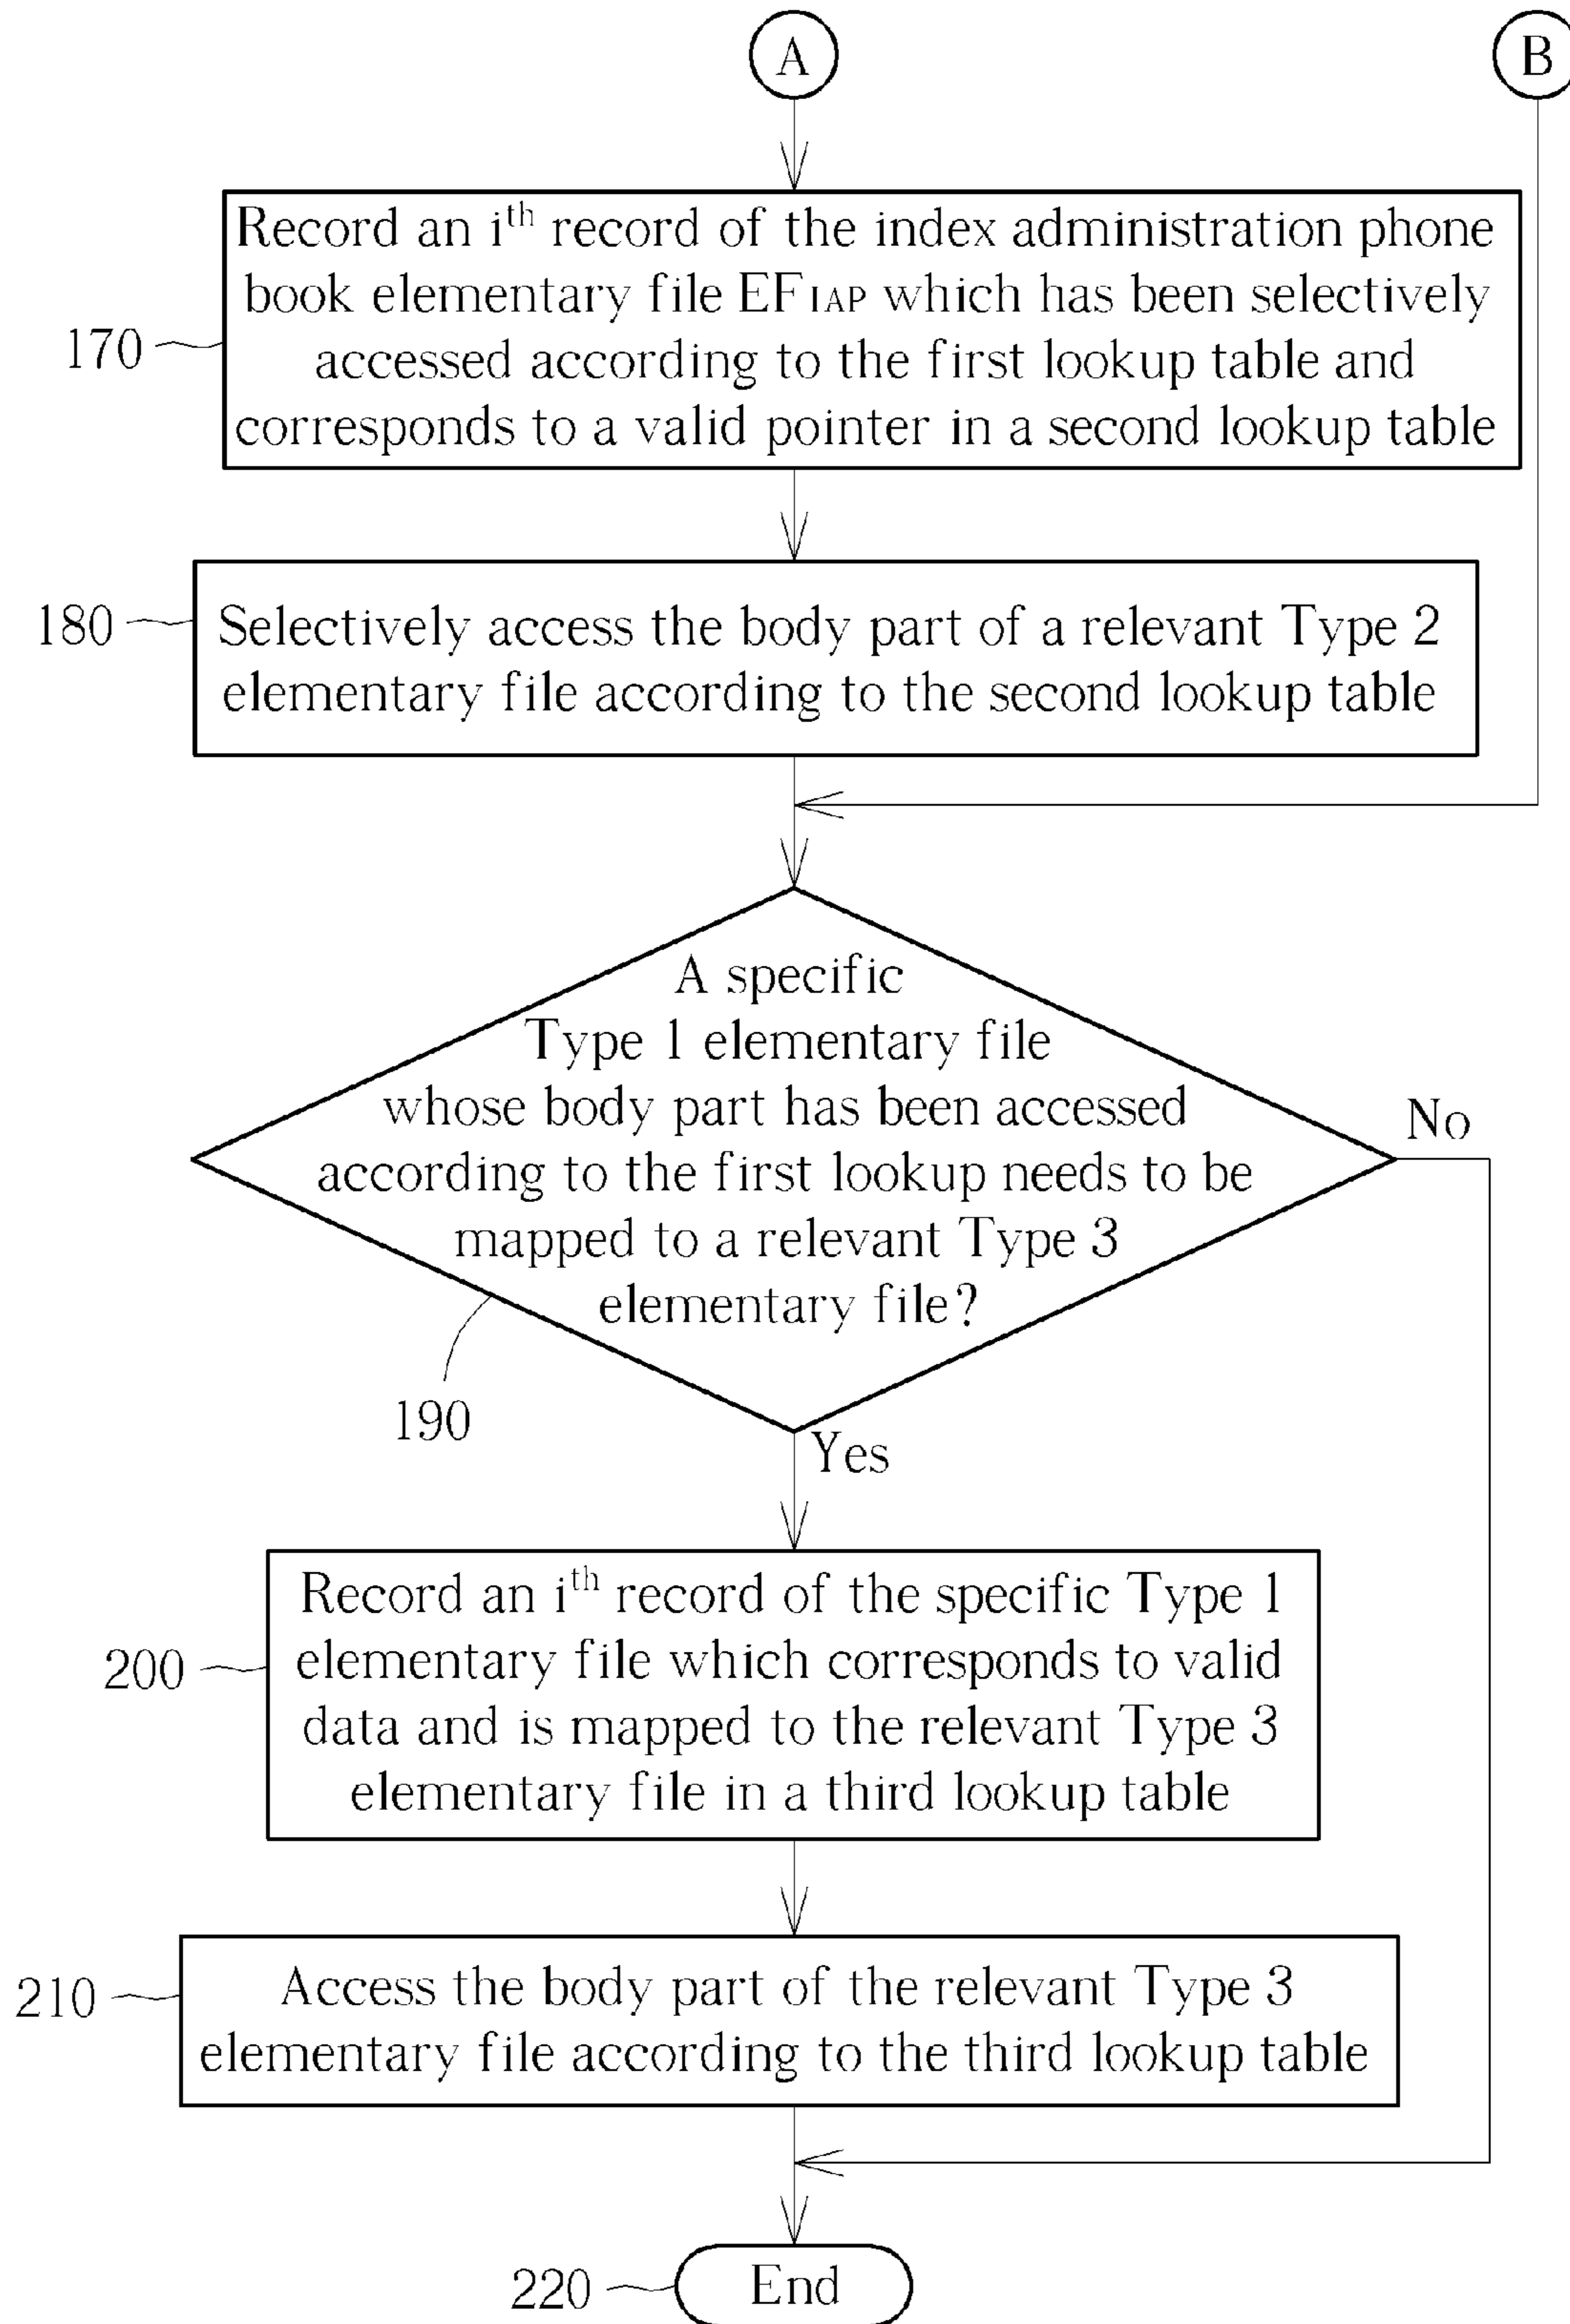 A
B
Record an ith record of the index administration phone
book elementary file EFIAP which has been selectively
accessed according to the first lookup table and
corresponds to a valid pointer in a second lookup table
170
Selectively access the body part of a relevant Type 2
elementary file according to the second lookup table
180
A specific
Type 1 elementary file
whose body part has been accessed
according to the first lookup needs to be
mapped to a relevant Type 3
elementary file?
No
190
Yes
Record an ith record of the specific Type 1
elementary file which corresponds to valid
data and is mapped to the relevant Type 3
elementary file in a third lookup table
200
Access the body part of the relevant Type 3
elementary file according to the third lookup table
210
220
End